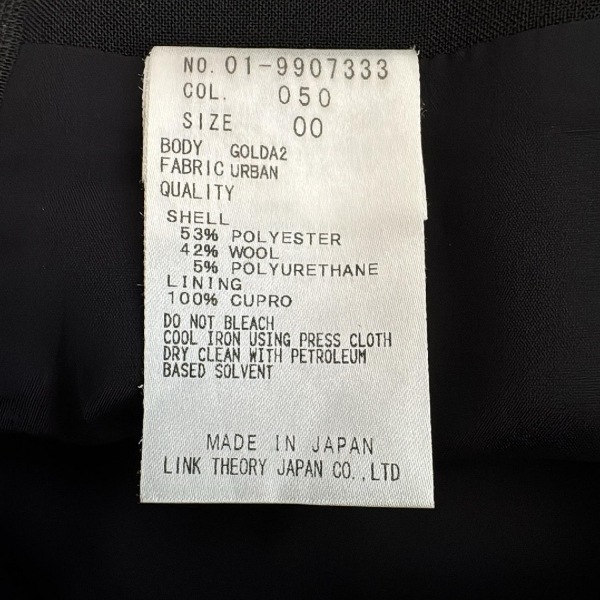 NO. 01-9907333
COL. 050
SIZE 00
BODY GOLDA2
FABRIC URBAN
QUALITY
SHELL
53% POLYESTER
42% WOOL
5% POLYURETHANE
LINING
100% CUPRO
DO NOT BLEACH
COOL IRON USING PRESS CLOTH
DRY CLEAN WITH PETROLEUM
BASED SOLVENT
MADE IN JAPAN
LINK THEORY JAPAN CO.,LTD